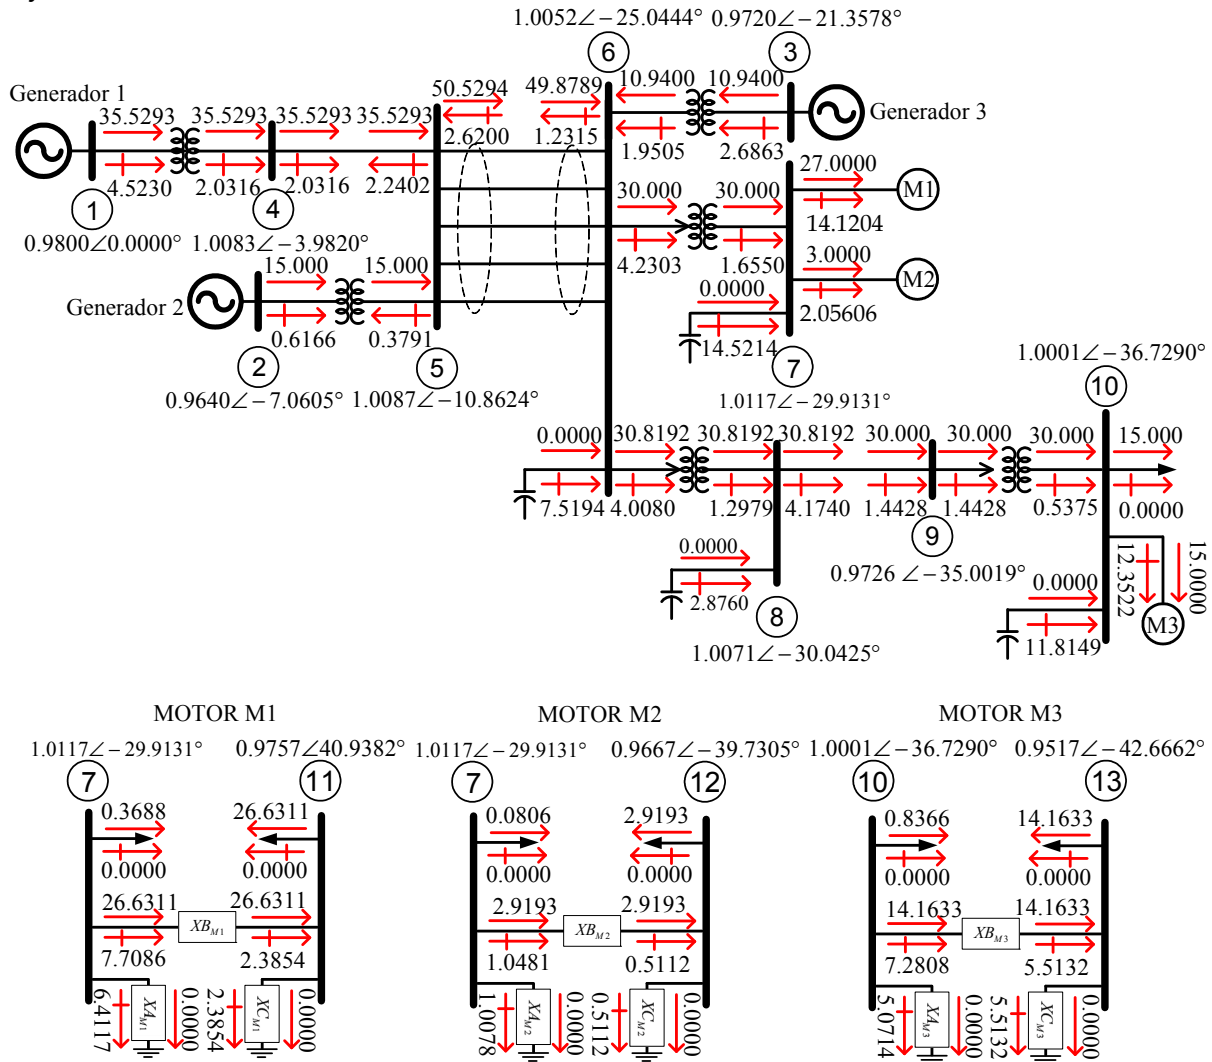 1.0052∠−25.0444° 0.9720∠−21.3578°
6 3
Generador 1
35.5293 35.5293 35.5293 35.5293 50.5294 49.8789 10.9400 10.9400
Generador 3
4.5230 2.0316 2.0316 2.2402 2.6200 1.2315 1.9505 2.6863
1 4
0.9800∠0.0000° 1.0083∠−3.9820°
30.000 30.000 27.0000 M1
4.2303 1.6550 14.1204
3.0000 M2
2.05606
0.0000
14.5214
Generador 2
15.000 15.000
0.6166 0.3791
2 5 7
0.9640∠−7.0605° 1.0087∠−10.8624° 1.0117∠−29.9131°
1.0001∠−36.7290°
10
0.0000 30.8192 30.8192 30.8192 30.000 30.000 30.000 15.000
7.5194 4.0080 1.2979 4.1740 1.4428 1.4428 0.5375 0.0000
9
0.9726 ∠−35.0019°
0.0000
2.8760
8
1.0071∠−30.0425°
0.0000
11.8149
12.3522 15.0000
M3
MOTOR M1 MOTOR M2 MOTOR M3
1.0117∠−29.9131° 0.9757∠40.9382° 1.0117∠−29.9131° 0.9667∠−39.7305° 1.0001∠−36.7290° 0.9517∠−42.6662°
7 11 7 12 10 13
0.3688 26.6311 0.0806 2.9193 0.8366 14.1633
0.0000 0.0000 0.0000 0.0000 0.0000 0.0000
26.6311 XB_M1 26.6311 2.9193 XB_M2 2.9193 14.1633 XB_M3 14.1633
7.7086 2.3854 1.0481 0.5112 7.2808 5.5132
6.4117 XA_M1 0.0000 2.3854 XC_M1 0.0000 1.0078 XA_M2 0.0000 0.5112 XC_M2 0.0000 5.0714 XA_M3 0.0000 5.5132 XC_M3 0.0000